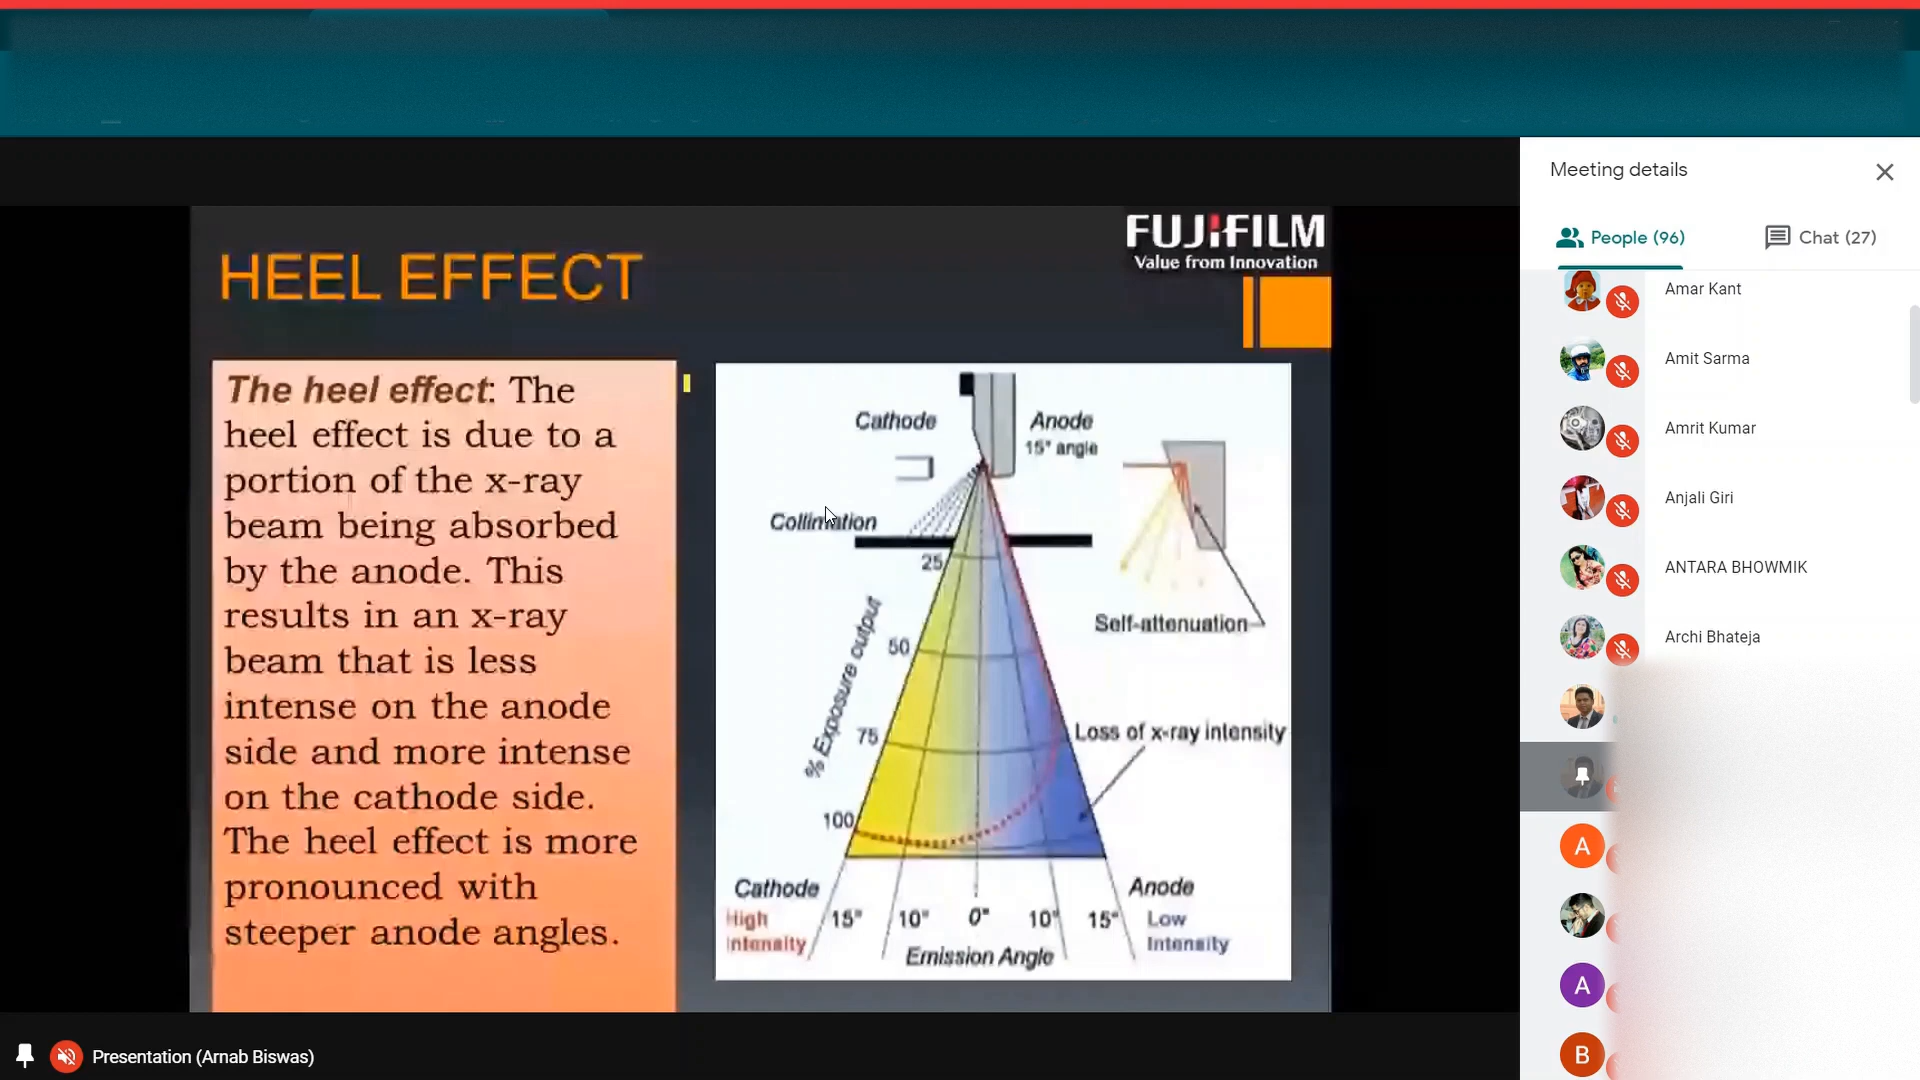 Meeting details
People (96)
Chat (27)
FUJIFILM
Value from Innovation
HEEL EFFECT
The heel effect: The
heel effect is due to a
portion of the x-ray
beam being absorbed
by the anode. This
results in an x-ray
beam that is less
intense on the anode
side and more intense
on the cathode side.
The heel effect is more
pronounced with
steeper anode angles.
Cathode
Anode
15° angle
Collimation
25
50
75
100
% Exposure output
Self-attenuation
Loss of x-ray intensity
Cathode
High
Intensity
15° 10° 0° 10° 15°
Emission Angle
Anode
Low
Intensity
Amar Kant
Amit Sarma
Amrit Kumar
Anjali Giri
ANTARA BHOWMIK
Archi Bhateja
A
A
B
Presentation (Arnab Biswas)